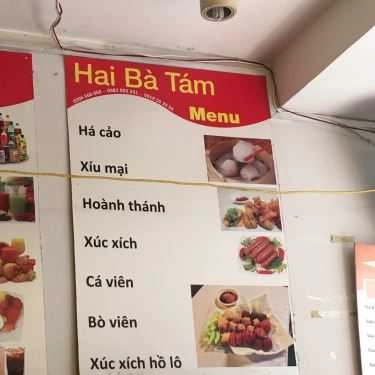 Hai Bà Tám
Menu
Há cảo
Xíu mại
Hoành thánh
Xúc xích
Cá viên
Bò viên
Xúc xích hồ lô